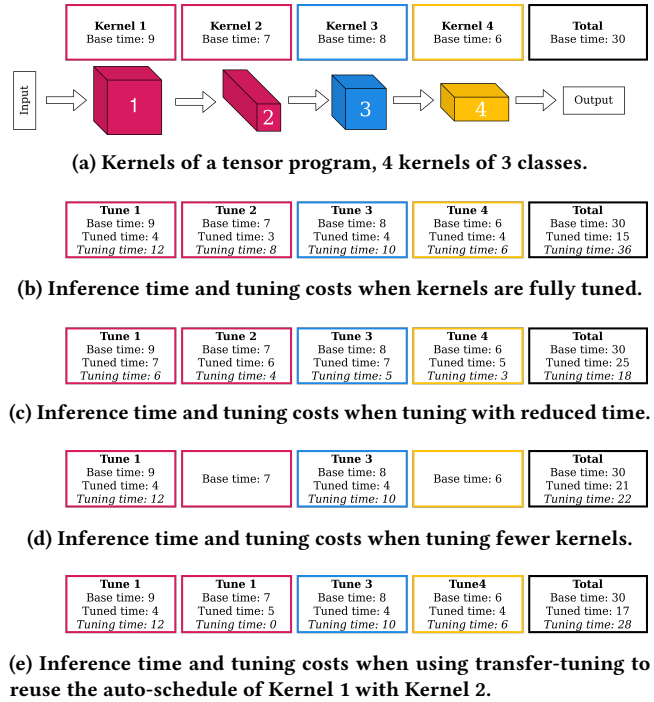 Kernel 1
Base time: 9
Kernel 2
Base time: 7
Kernel 3
Base time: 8
Kernel 4
Base time: 6
Total
Base time: 30
Input
1
2
3
4
Output
(a) Kernels of a tensor program, 4 kernels of 3 classes.
Tune 1
Base time: 9
Tuned time: 4
Tuning time: 12
Tune 2
Base time: 7
Tuned time: 3
Tuning time: 8
Tune 3
Base time: 8
Tuned time: 4
Tuning time: 10
Tune 4
Base time: 6
Tuned time: 4
Tuning time: 6
Total
Base time: 30
Tuned time: 15
Tuning time: 36
(b) Inference time and tuning costs when kernels are fully tuned.
Tune 1
Base time: 9
Tuned time: 7
Tuning time: 6
Tune 2
Base time: 7
Tuned time: 6
Tuning time: 4
Tune 3
Base time: 8
Tuned time: 7
Tuning time: 5
Tune 4
Base time: 6
Tuned time: 5
Tuning time: 3
Total
Base time: 30
Tuned time: 25
Tuning time: 18
(c) Inference time and tuning costs when tuning with reduced time.
Tune 1
Base time: 9
Tuned time: 4
Tuning time: 12
Base time: 7
Tune 3
Base time: 8
Tuned time: 4
Tuning time: 10
Base time: 6
Total
Base time: 30
Tuned time: 21
Tuning time: 22
(d) Inference time and tuning costs when tuning fewer kernels.
Tune 1
Base time: 9
Tuned time: 4
Tuning time: 12
Tune 1
Base time: 7
Tuned time: 5
Tuning time: 0
Tune 3
Base time: 8
Tuned time: 4
Tuning time: 10
Tune4
Base time: 6
Tuned time: 4
Tuning time: 6
Total
Base time: 30
Tuned time: 17
Tuning time: 28
(e) Inference time and tuning costs when using transfer-tuning to
reuse the auto-schedule of Kernel 1 with Kernel 2.